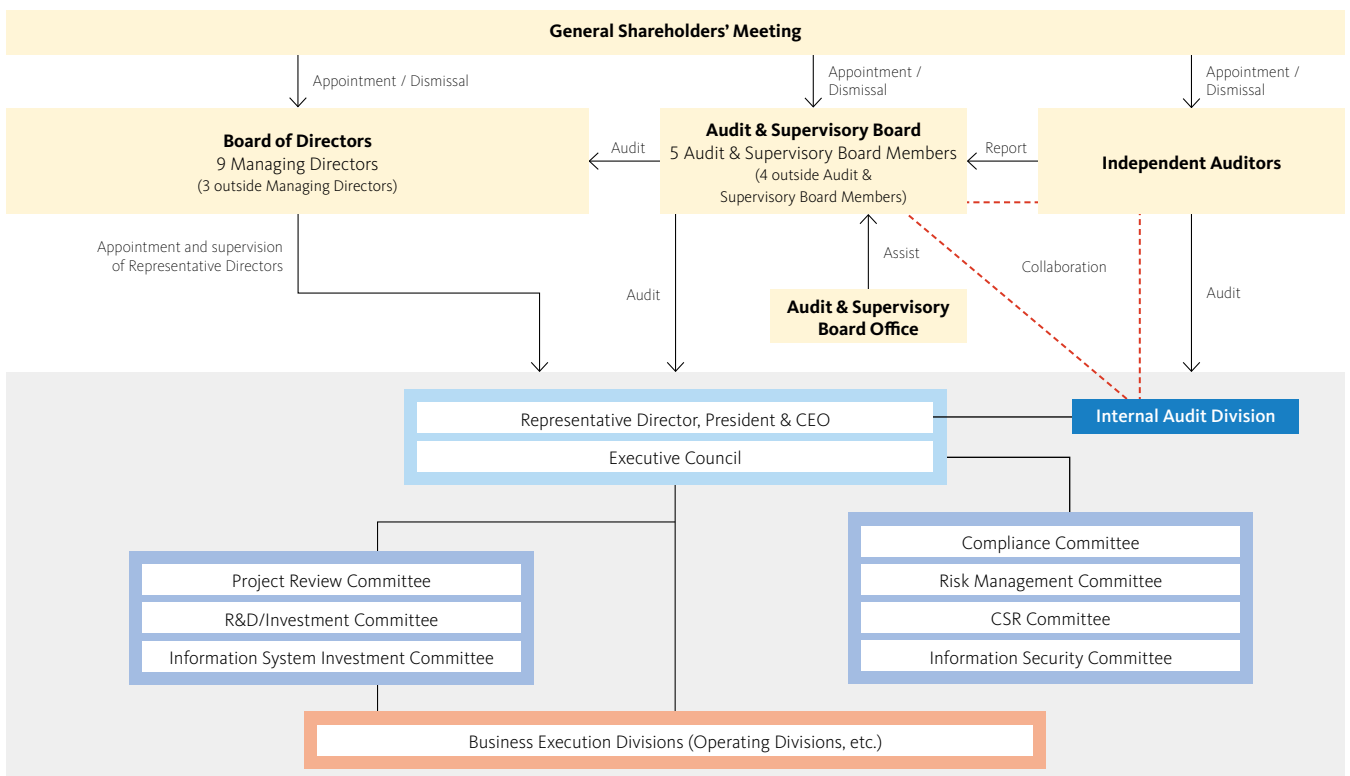 General Shareholders' Meeting
Appointment / Dismissal
Appointment /
Dismissal
Appointment /
Dismissal
Board of Directors
9 Managing Directors
(3 outside Managing Directors)
Audit
Audit & Supervisory Board
5 Audit & Supervisory Board Members
(4 outside Audit &
Supervisory Board Members)
Report
Independent Auditors
Appointment and supervision
of Representative Directors
Audit
Assist
Collaboration
Audit
Audit & Supervisory
Board Office
Representative Director, President & CEO
Executive Council
Internal Audit Division
Project Review Committee
R&D/Investment Committee
Information System Investment Committee
Compliance Committee
Risk Management Committee
CSR Committee
Information Security Committee
Business Execution Divisions (Operating Divisions, etc.)